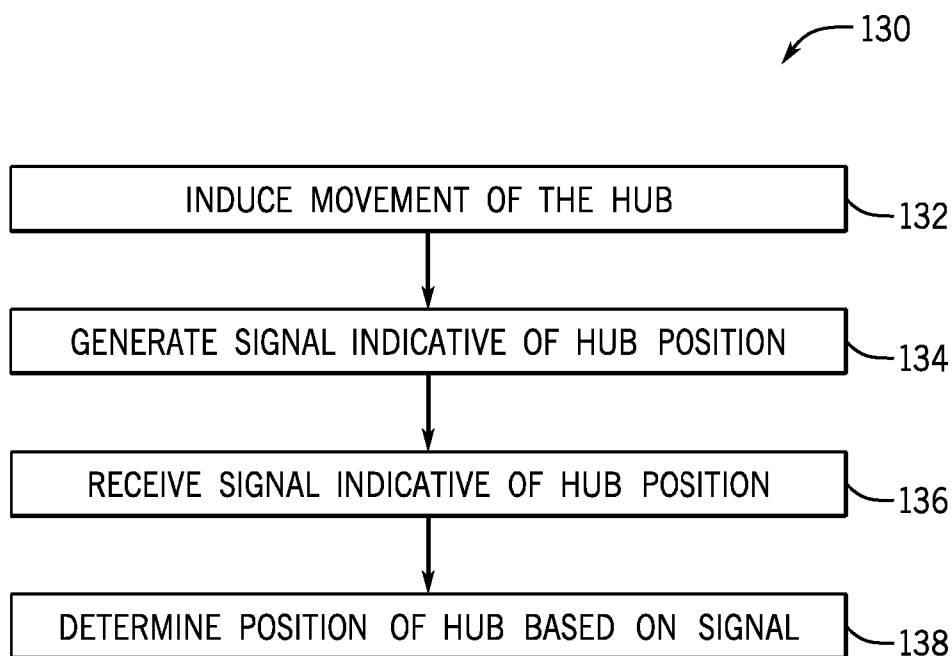 130
INDUCE MOVEMENT OF THE HUB
132
GENERATE SIGNAL INDICATIVE OF HUB POSITION
134
RECEIVE SIGNAL INDICATIVE OF HUB POSITION
136
DETERMINE POSITION OF HUB BASED ON SIGNAL
138